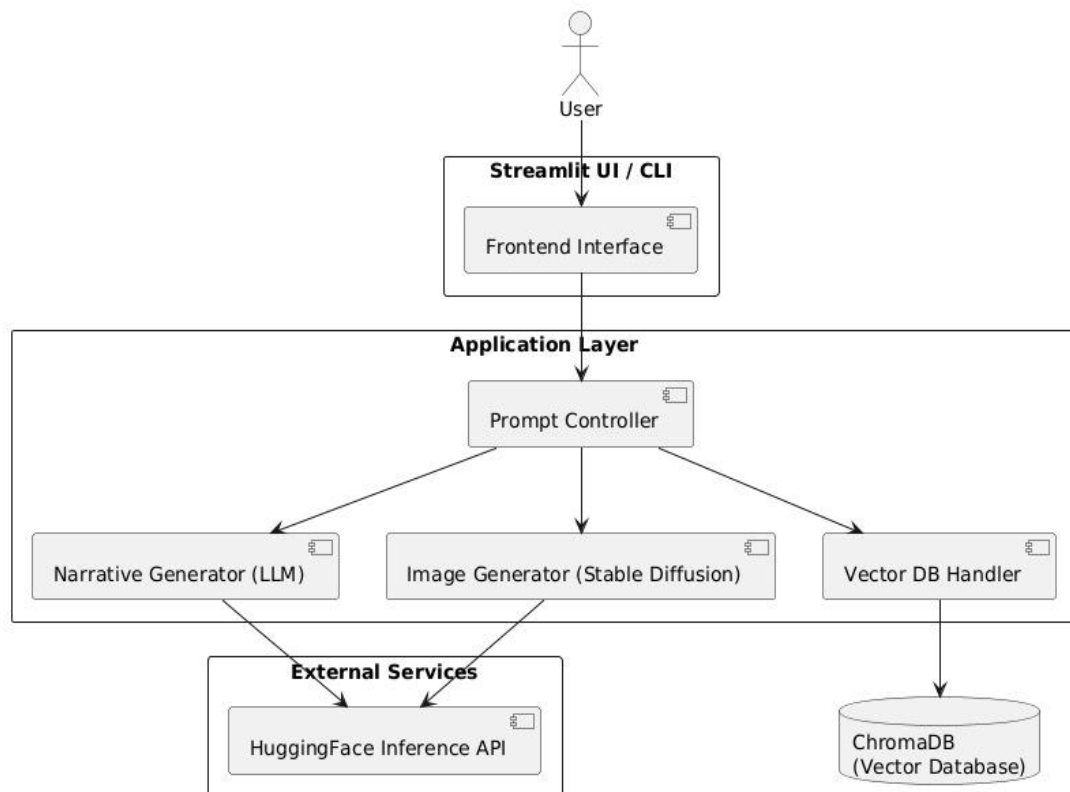 User
Streamlit UI / CLI
Frontend Interface
Application Layer
Prompt Controller
Narrative Generator (LLM)
Image Generator (Stable Diffusion)
Vector DB Handler
External Services
HuggingFace Inference API
ChromaDB
(Vector Database)